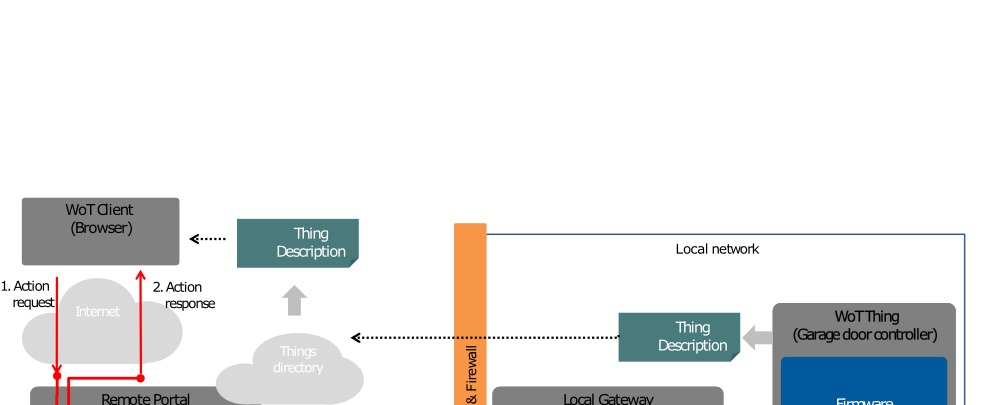 WoT Client
(Browser)
Thing
Description
Local network
1. Action
request
2. Action
response
Internet
WoT Thing
(Garage door controller)
Thing
Description
Things
directory
& Firewall
Remote Portal
Local Gateway
Firmware